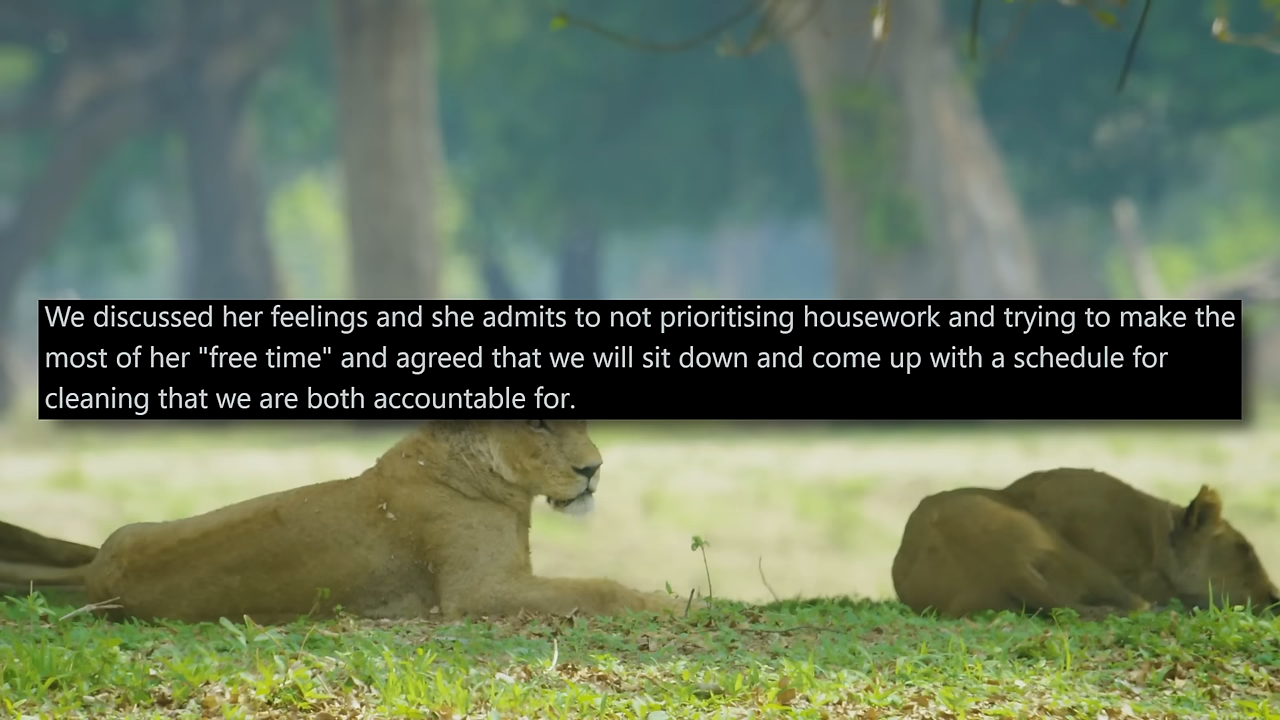 We discussed her feelings and she admits to not prioritising housework and trying to make the
most of her "free time" and agreed that we will sit down and come up with a schedule for
cleaning that we are both accountable for.